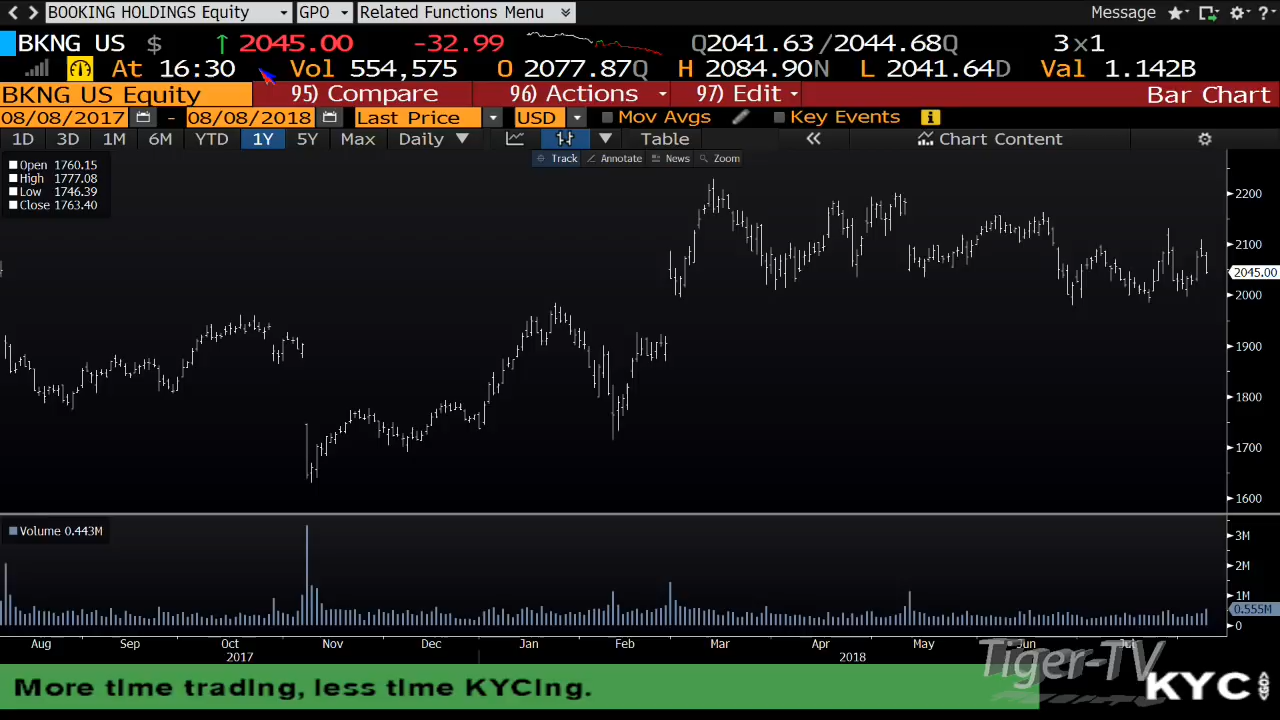 BOOKING HOLDINGS Equity GPO Related Functions Menu Message ?
BKNG US $ ↑ 2045.00 -32.99 Q2041.63/2044.68Q 3×1
At 16:30 Vol 554,575 O 2077.87Q H 2084.90N L 2041.64D Val 1.142B
BKNG US Equity 95) Compare 96) Actions 97) Edit Bar Chart
08/08/2017 - 08/08/2018 Last Price USD Mov Avgs Key Events
1D 3D 1M 6M YTD 1Y 5Y Max Daily ▼ Table « Chart Content
Track Annotate News Zoom
Open 1760.15
High 1777.08
Low 1746.39
Close 1763.40
2200
2100
2045.00
2000
1900
1800
1700
1600
Volume 0.443M
3M
2M
1M
0.555M
0
Aug Sep Oct Nov Dec Jan Feb Mar Apr May Jun Jul
2017 2018
Tiger-TV
More time trading, less time KYCing.
KYC